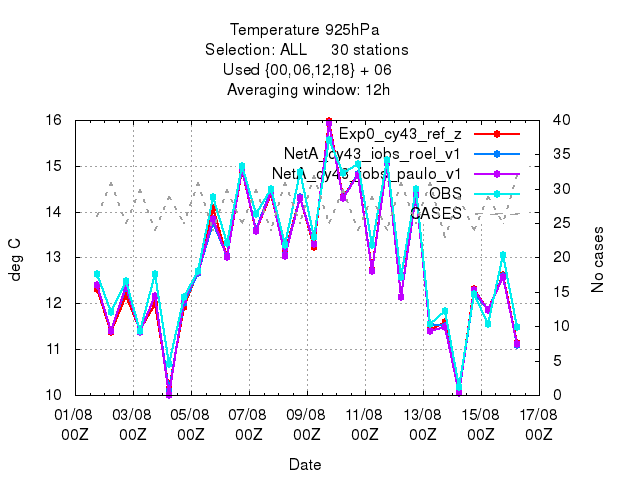 Temperature 925hPa
Selection: ALL 30 stations
Used {00,06,12,18} + 06
Averaging window: 12h
Exp0_cy43_ref_z
NetA_cy43_iobs_roel_v1
NetA_cy43_iobs_paulo_v1
OBS
CASES
deg C
16
15
14
13
12
11
10
No cases
40
35
30
25
20
15
10
5
0
01/08 03/08 05/08 07/08 09/08 11/08 13/08 15/08 17/08
00Z 00Z 00Z 00Z 00Z 00Z 00Z 00Z 00Z
Date